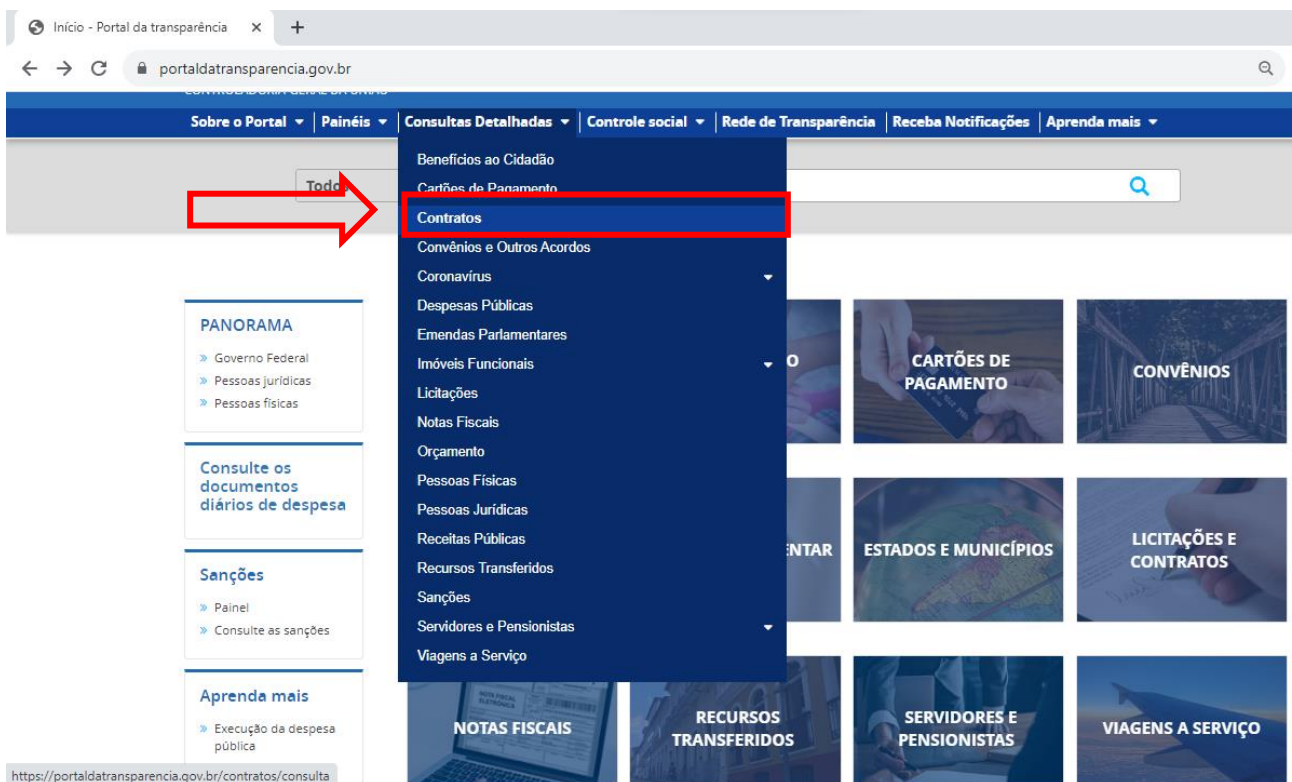 Início - Portal da transparência
portaldatransparencia.gov.br
CONTROLADORIA-GERAL DA UNIÃO
Sobre o Portal | Painéis | Consultas Detalhadas | Controle social | Rede de Transparência | Receba Notificações | Aprenda mais
Benefícios ao Cidadão
Cartões de Pagamento
Contratos
Convênios e Outros Acordos
Coronavírus
Despesas Públicas
Emendas Parlamentares
Imóveis Funcionais
Licitações
Notas Fiscais
Orçamento
Pessoas Físicas
Pessoas Jurídicas
Receitas Públicas
Recursos Transferidos
Sanções
Servidores e Pensionistas
Viagens a Serviço
PANORAMA
» Governo Federal
» Pessoas jurídicas
» Pessoas físicas
Consulte os
documentos
diários de despesa
Sanções
» Painel
» Consulte as sanções
Aprenda mais
» Execução da despesa
pública
O
CARTÕES DE
PAGAMENTO
CONVÊNIOS
ENTAR
ESTADOS E MUNICÍPIOS
LICITAÇÕES E
CONTRATOS
NOTAS FISCAIS
RECURSOS
TRANSFERIDOS
SERVIDORES E
PENSIONISTAS
VIAGENS A SERVIÇO
https://portaldatransparencia.gov.br/contratos/consulta